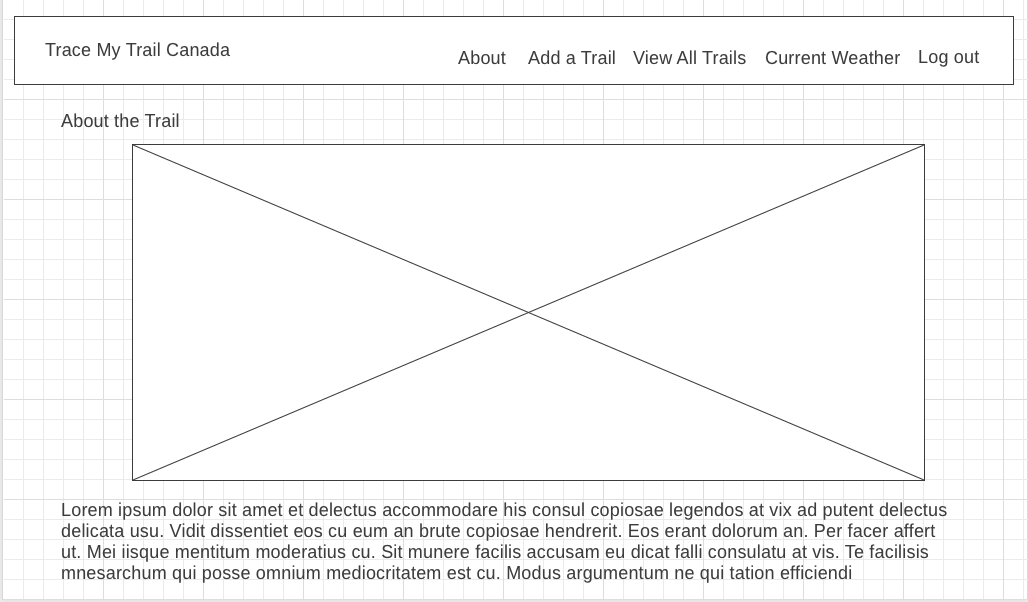 Trace My Trail Canada
About Add a Trail View All Trails Current Weather Log out
About the Trail
Lorem ipsum dolor sit amet et delectus accommodare his consul copiosae legendos at vix ad putent delectus
delicata usu. Vidit dissentiet eos cu eum an brute copiosae hendrerit. Eos erant dolorum an. Per facer affert
ut. Mei iisque mentitum moderatius cu. Sit munere facilis accusam eu dicat falli consulatu at vis. Te facilisis
mnesarchum qui posse omnium mediocritatem est cu. Modus argumentum ne qui tation efficiendi